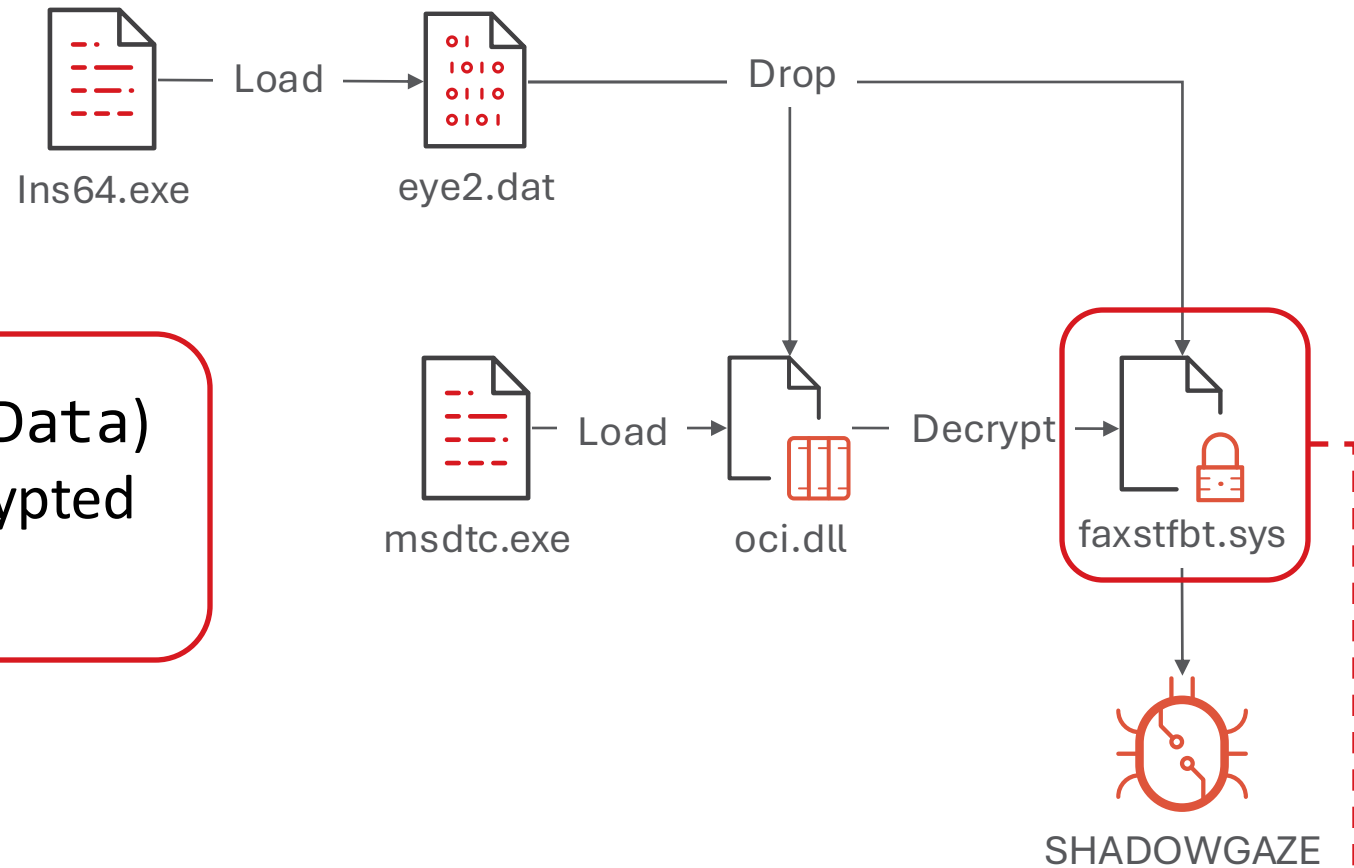 Load
Drop
Ins64.exe
eye2.dat
Data)
ypted
Load
Decrypt
msdtc.exe
oci.dll
faxstfbt.sys
SHADOWGAZE